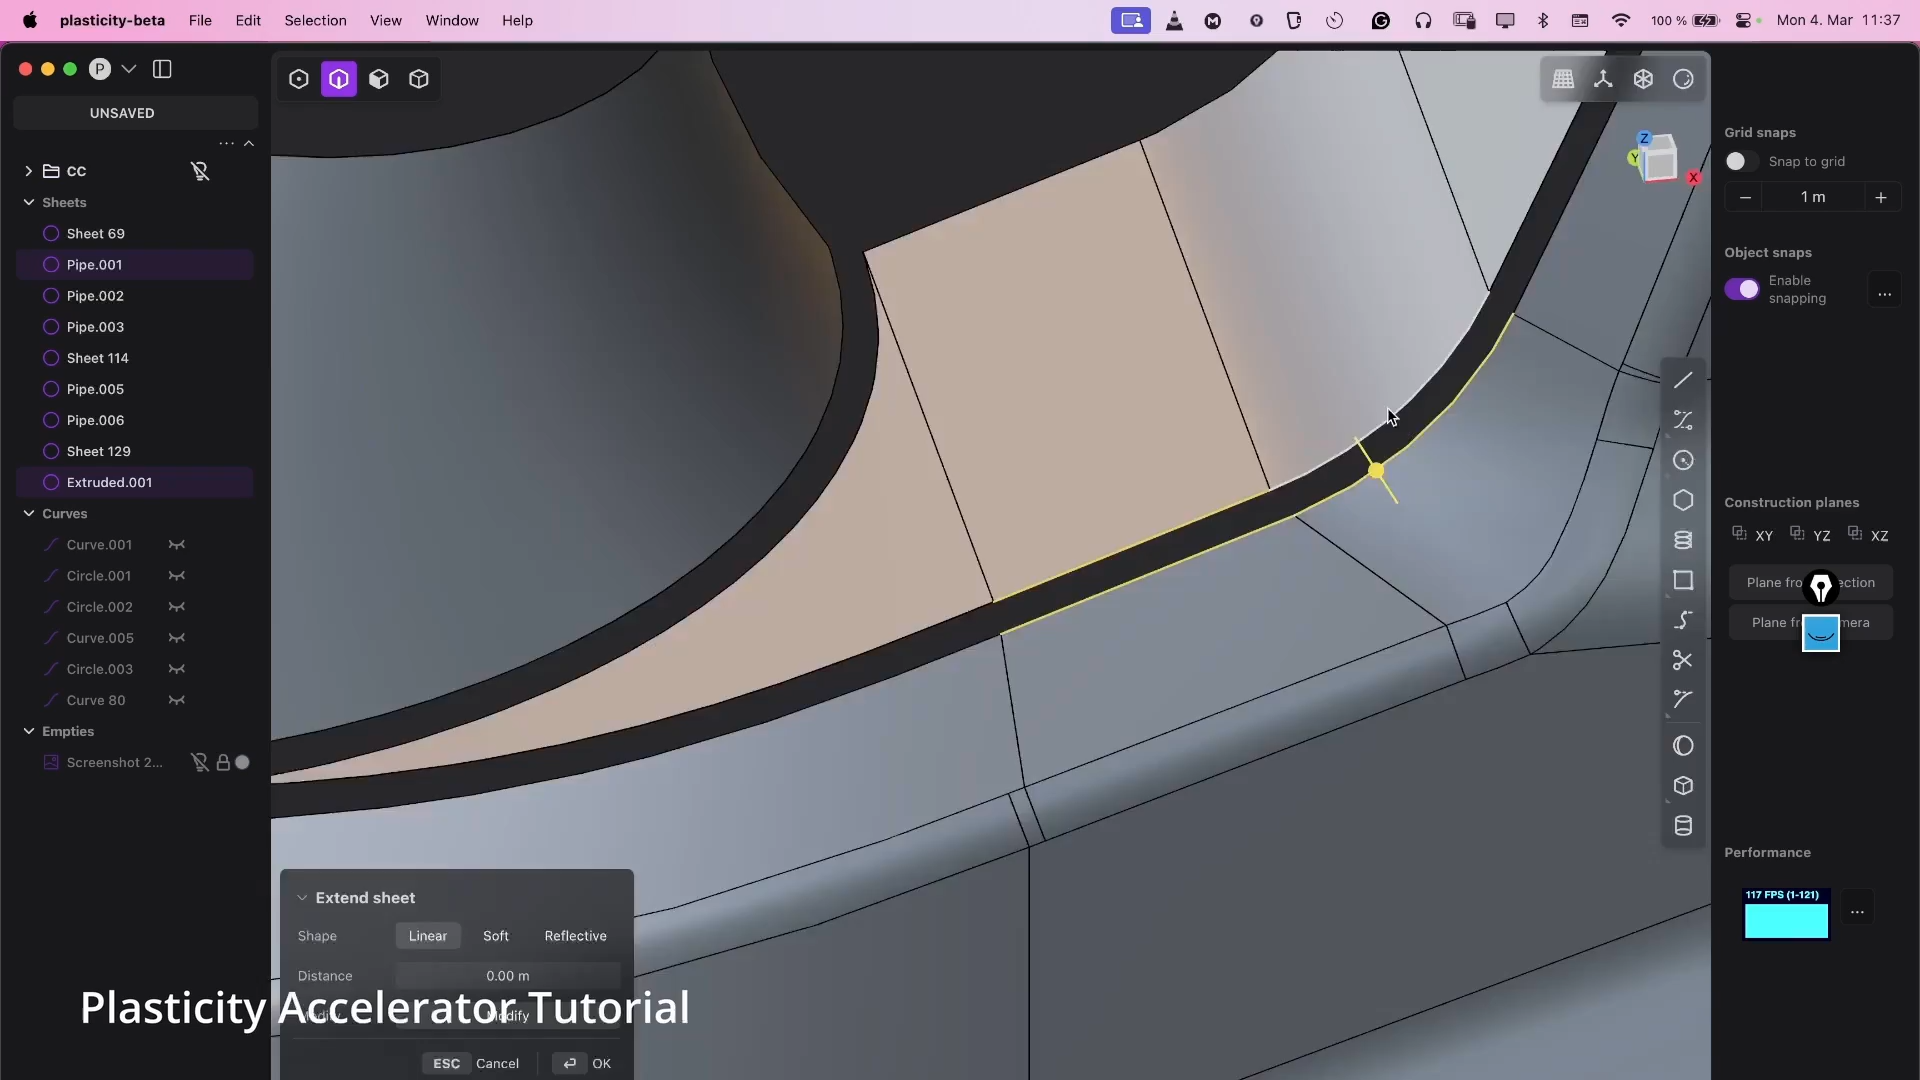 plasticity-beta File Edit Selection View Window Help
100 % Mon 4. Mar 11:37
P
UNSAVED
CC
Sheets
Sheet 69
Pipe.001
Pipe.002
Pipe.003
Sheet 114
Pipe.005
Pipe.006
Sheet 129
Extruded.001
Curves
Curve.001
Circle.001
Circle.002
Curve.005
Circle.003
Curve 80
Empties
Screenshot 2...
Z
Y
X
Grid snaps
Snap to grid
1 m
Object snaps
Enable
snapping
Construction planes
XY YZ XZ
Plane
Plane
Performance
117 FPS (1-121)
Extend sheet
Shape Linear Soft Reflective
Distance 0.00 m
Modify
ESC Cancel OK
Plasticity Accelerator Tutorial